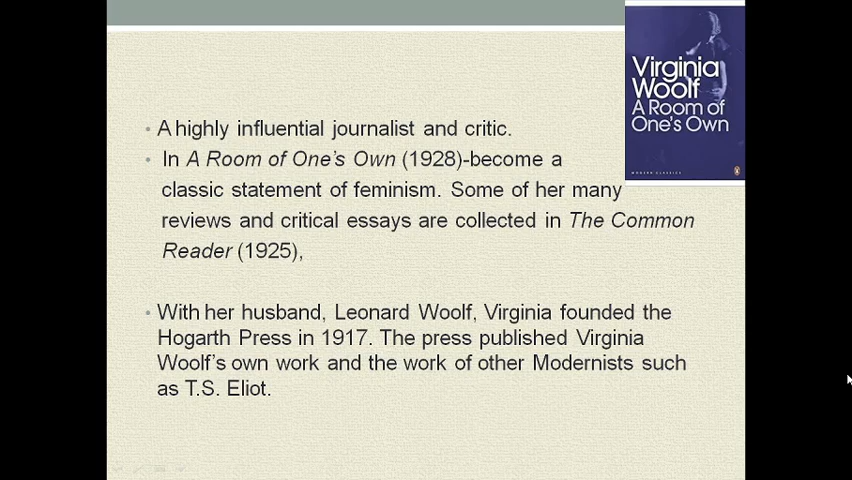 Virginia
Woolf
A Room of
One's Own
MODERN CLASSICS
• A highly influential journalist and critic.
• In A Room of One's Own (1928)-become a
classic statement of feminism. Some of her many
reviews and critical essays are collected in The Common
Reader (1925),
• With her husband, Leonard Woolf, Virginia founded the
Hogarth Press in 1917. The press published Virginia
Woolf's own work and the work of other Modernists such
as T.S. Eliot.